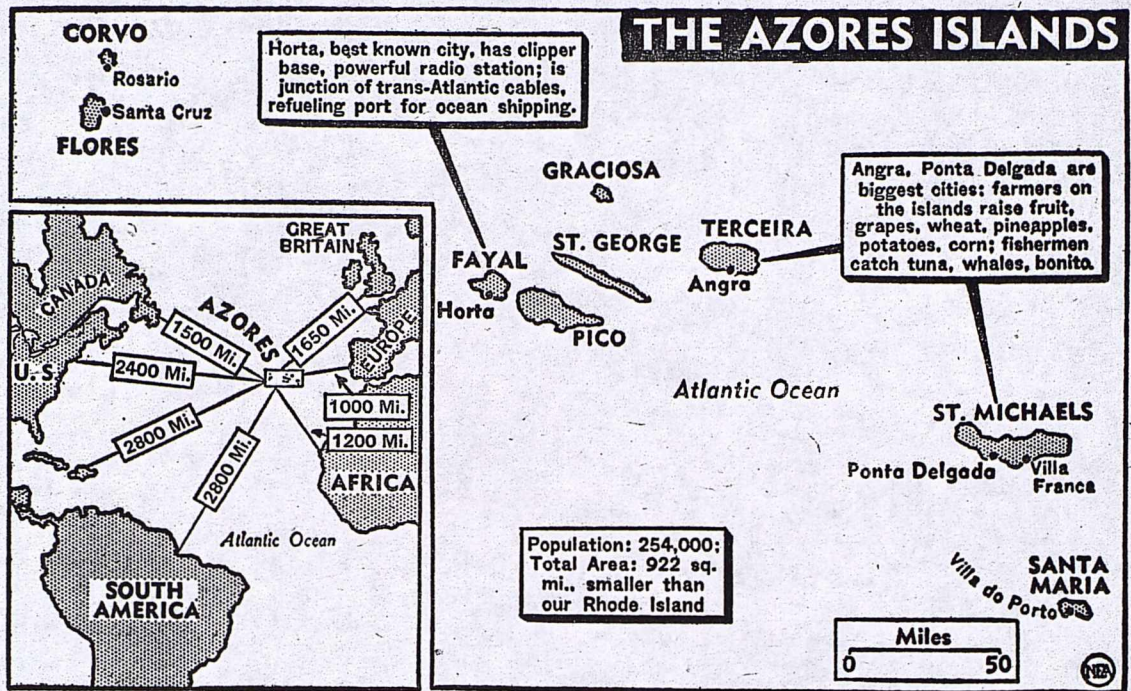 THE AZORES ISLANDS
CORVO
Rosario
Santa Cruz
FLORES
Horta, best known city, has clipper
base, powerful radio station; is
junction of trans-Atlantic cables,
refueling port for ocean shipping.
GRACIOSA
Angra, Ponta Delgada are
biggest cities; farmers on
the islands raise fruit,
grapes, wheat, pineapples,
potatoes, corn; fishermen
catch tuna, whales, bonito.
TERCEIRA
Angra
ST. GEORGE
FAYAL
Horta
PICO
Atlantic Ocean
ST. MICHAELS
Ponta Delgada
Villa
Franca
SANTA
MARIA
Villa do Porto
Population: 254,000;
Total Area: 922 sq.
mi., smaller than
our Rhode Island
Miles
0 50
NEA
GREAT
BRITAIN
CANADA
AZORES
1500 Mi.
1650 Mi.
EUROPE
U. S.
2400 Mi.
1000 Mi.
2800 Mi.
1200 Mi.
2800 Mi.
AFRICA
Atlantic Ocean
SOUTH
AMERICA